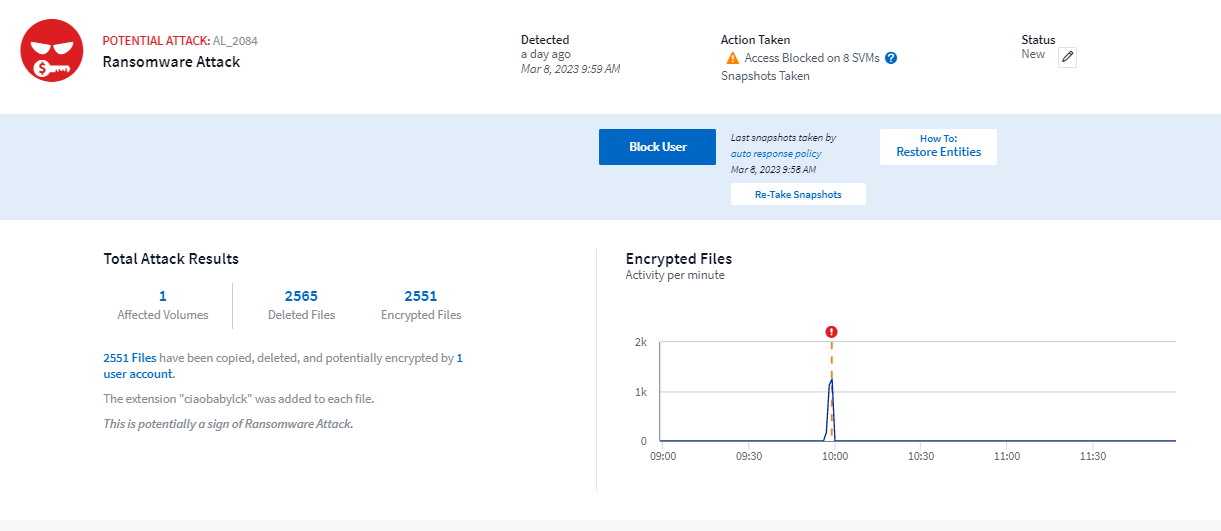 POTENTIAL ATTACK: AL_2084
Ransomware Attack
Detected
a day ago
Mar 8, 2023 9:59 AM
Action Taken
Access Blocked on 8 SVMs ?
Snapshots Taken
Status
New
Block User
Last snapshots taken by
auto response policy
Mar 8, 2023 9:58 AM
Re-Take Snapshots
How To:
Restore Entities
Total Attack Results
1
Affected Volumes
2565
Deleted Files
2551
Encrypted Files
2551 Files have been copied, deleted, and potentially encrypted by 1
user account.
The extension "ciaobabylck" was added to each file.
This is potentially a sign of Ransomware Attack.
Encrypted Files
Activity per minute
2k
1k
0
09:00 09:30 10:00 10:30 11:00 11:30